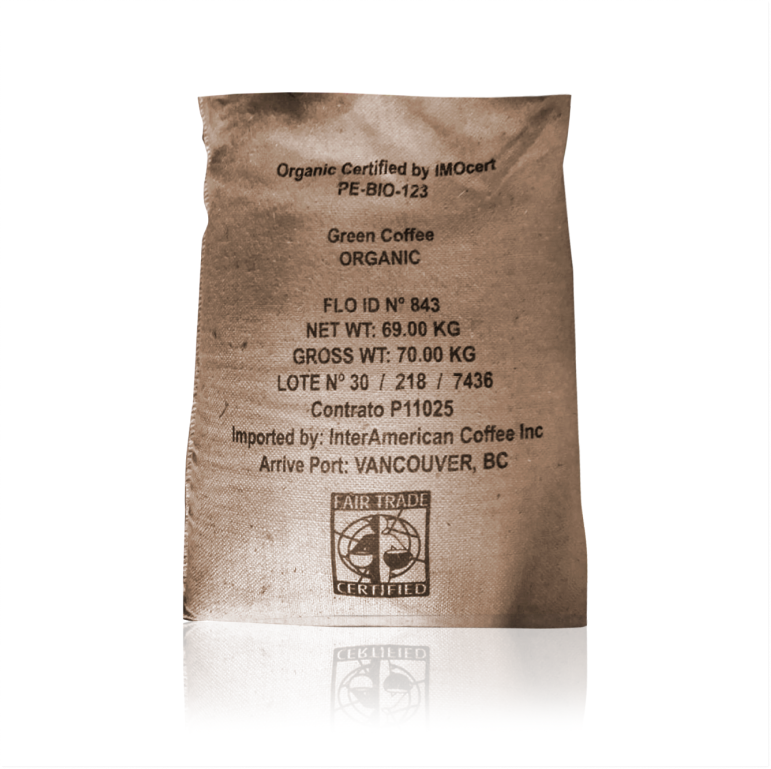 Organic Certified by IMOcert
PE-BIO-123
Green Coffee
ORGANIC
FLO ID Nº 843
NET WT: 69.00 KG
GROSS WT: 70.00 KG
LOTE Nº 30 / 218 / 7436
Contrato P11025
Imported by: InterAmerican Coffee Inc
Arrive Port: VANCOUVER, BC
FAIR TRADE
CERTIFIED